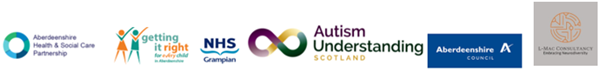 Aberdeenshire
Health & Social Care
Partnership
getting
it right
for every child
in Aberdeenshire
NHS
Grampian
Autism
Understanding
SCOTLAND
Aberdeenshire
COUNCIL
L-Mac Consultancy
Embracing Neurodiversity